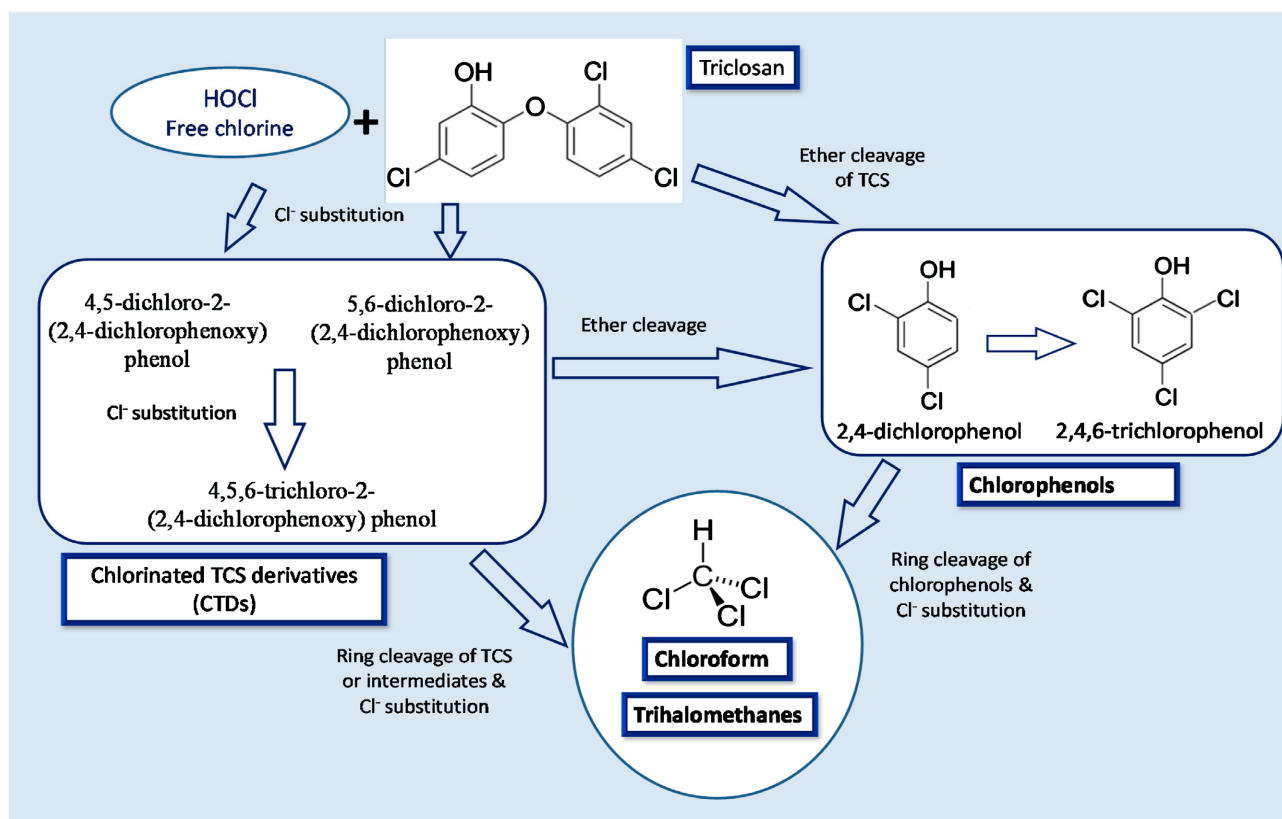 HOCl
Free chlorine
+
OH
O
Cl
Cl
Cl
Triclosan
Ether cleavage
of TCS
Cl⁻ substitution
4,5-dichloro-2-
(2,4-dichlorophenoxy)
phenol
5,6-dichloro-2-
(2,4-dichlorophenoxy)
phenol
Ether cleavage
Cl⁻ substitution
4,5,6-trichloro-2-
(2,4-dichlorophenoxy) phenol
Chlorinated TCS derivatives
(CTDs)
OH
Cl
Cl
2,4-dichlorophenol
OH
Cl
Cl
Cl
2,4,6-trichlorophenol
Chlorophenols
Ring cleavage of TCS
or intermediates &
Cl⁻ substitution
H
C
Cl
Cl
Cl
Chloroform
Trihalomethanes
Ring cleavage of
chlorophenols &
Cl⁻ substitution